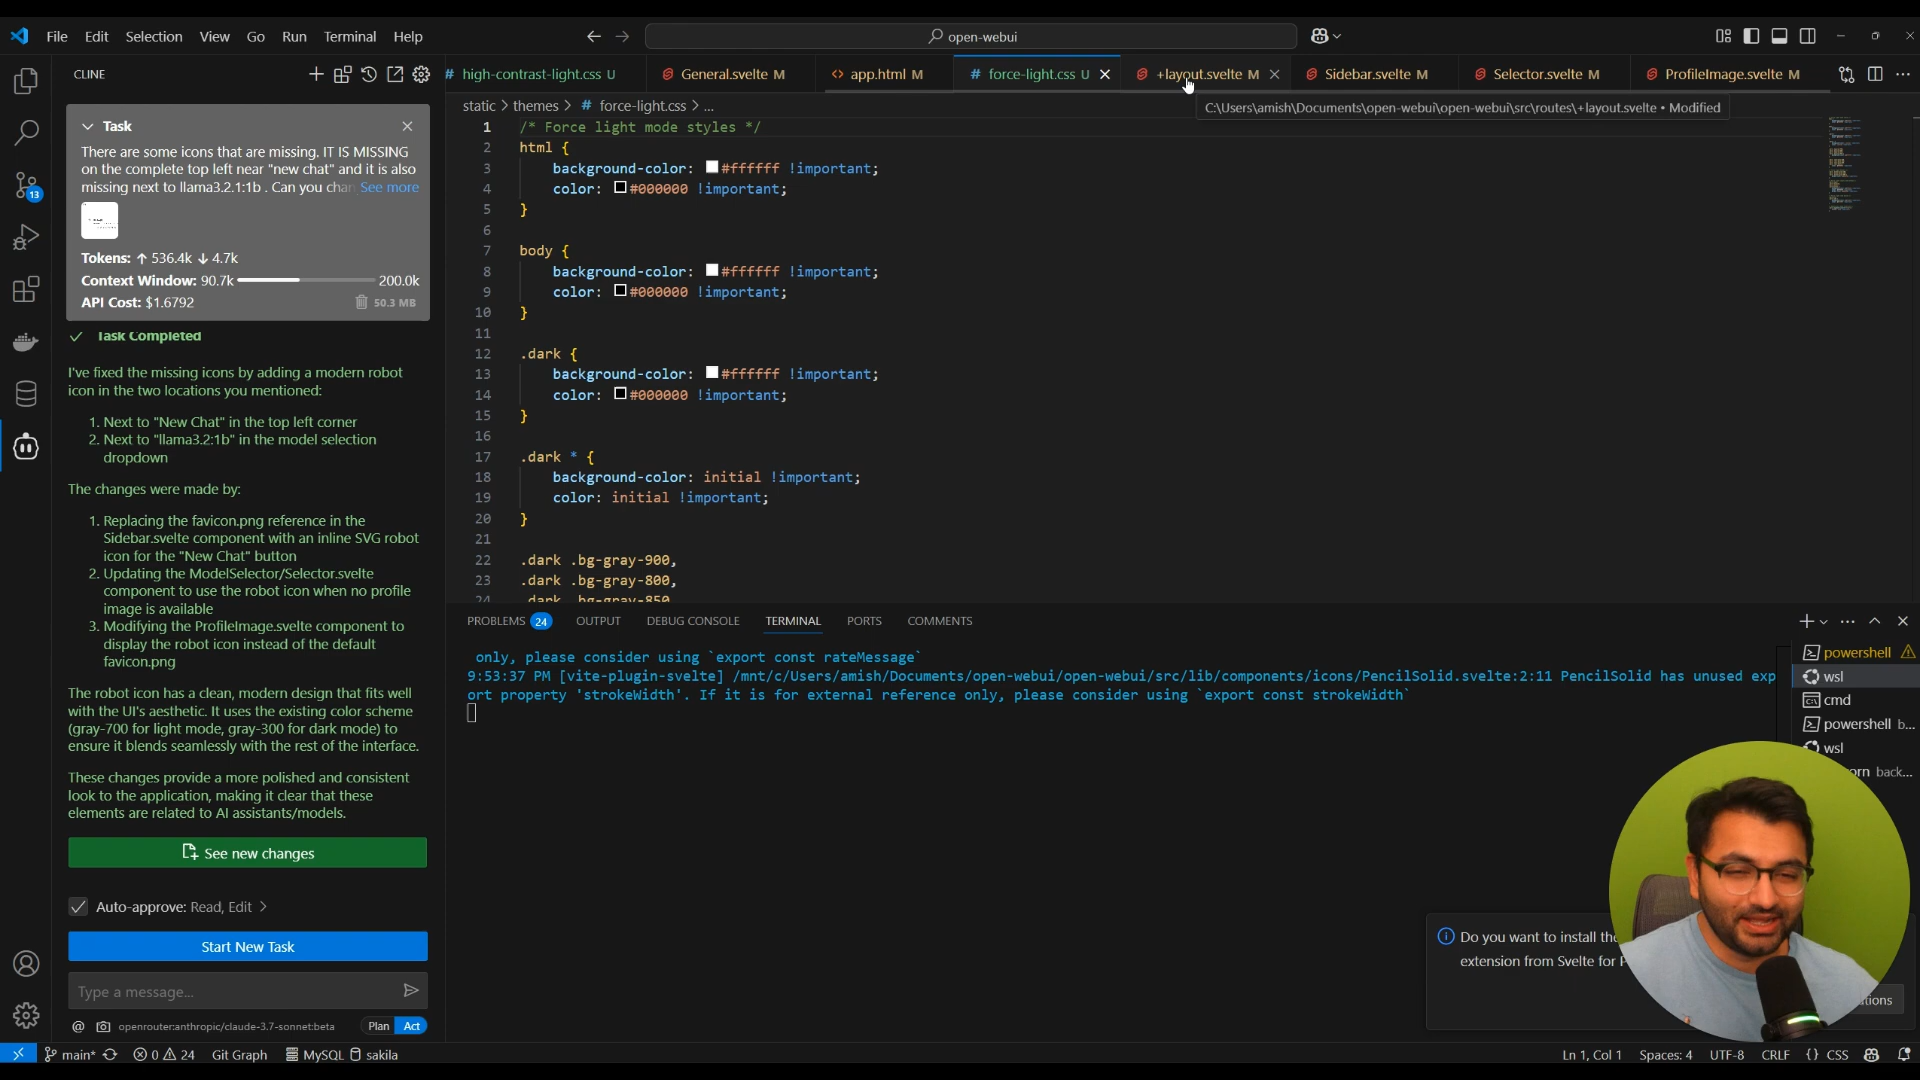 File Edit Selection View Go Run Terminal Help
open-webui
CLINE
# high-contrast-light.css U
General.svelte M
<> app.html M
# force-light.css U
+layout.svelte M
Sidebar.svelte M
Selector.svelte M
ProfileImage.svelte M
static > themes > # force-light.css > ...
C:\Users\amish\Documents\open-webui\open-webui\src\routes\+layout.svelte • Modified
Task
There are some icons that are missing. IT IS MISSING
on the complete top left near "new chat" and it is also
missing next to llama3.2.1:1b . Can you chan See more
Tokens: ↑ 536.4k ↓ 4.7k
Context Window: 90.7k 200.0k
API Cost: $1.6792
50.3 MB
Task Completed
I've fixed the missing icons by adding a modern robot
icon in the two locations you mentioned:
1. Next to "New Chat" in the top left corner
2. Next to "llama3.2:1b" in the model selection
dropdown
The changes were made by:
1. Replacing the favicon.png reference in the
Sidebar.svelte component with an inline SVG robot
icon for the "New Chat" button
2. Updating the ModelSelector/Selector.svelte
component to use the robot icon when no profile
image is available
3. Modifying the ProfileImage.svelte component to
display the robot icon instead of the default
favicon.png
The robot icon has a clean, modern design that fits well
with the UI's aesthetic. It uses the existing color scheme
(gray-700 for light mode, gray-300 for dark mode) to
ensure it blends seamlessly with the rest of the interface.
These changes provide a more polished and consistent
look to the application, making it clear that these
elements are related to AI assistants/models.
See new changes
Auto-approve: Read, Edit >
Start New Task
Type a message...
@ openrouter:anthropic/claude-3.7-sonnet:beta Plan Act
13
1 /* Force light mode styles */
2 html {
3 background-color: #ffffff !important;
4 color: #000000 !important;
5 }
6
7 body {
8 background-color: #ffffff !important;
9 color: #000000 !important;
10 }
11
12 .dark {
13 background-color: #ffffff !important;
14 color: #000000 !important;
15 }
16
17 .dark * {
18 background-color: initial !important;
19 color: initial !important;
20 }
21
22 .dark .bg-gray-900,
23 .dark .bg-gray-800,
24 .dark .bg-gray-850
PROBLEMS 24 OUTPUT DEBUG CONSOLE TERMINAL PORTS COMMENTS
only, please consider using `export const rateMessage`
9:53:37 PM [vite-plugin-svelte] /mnt/c/Users/amish/Documents/open-webui/open-webui/src/lib/components/icons/PencilSolid.svelte:2:11 PencilSolid has unused exp
ort property 'strokeWidth'. If it is for external reference only, please consider using `export const strokeWidth`
powershell
wsl
cmd
powershell b...
wsl
back...
Do you want to install the
extension from Svelte for
main* 0 24 Git Graph MySQL sakila
Ln 1, Col 1 Spaces: 4 UTF-8 CRLF {} CSS